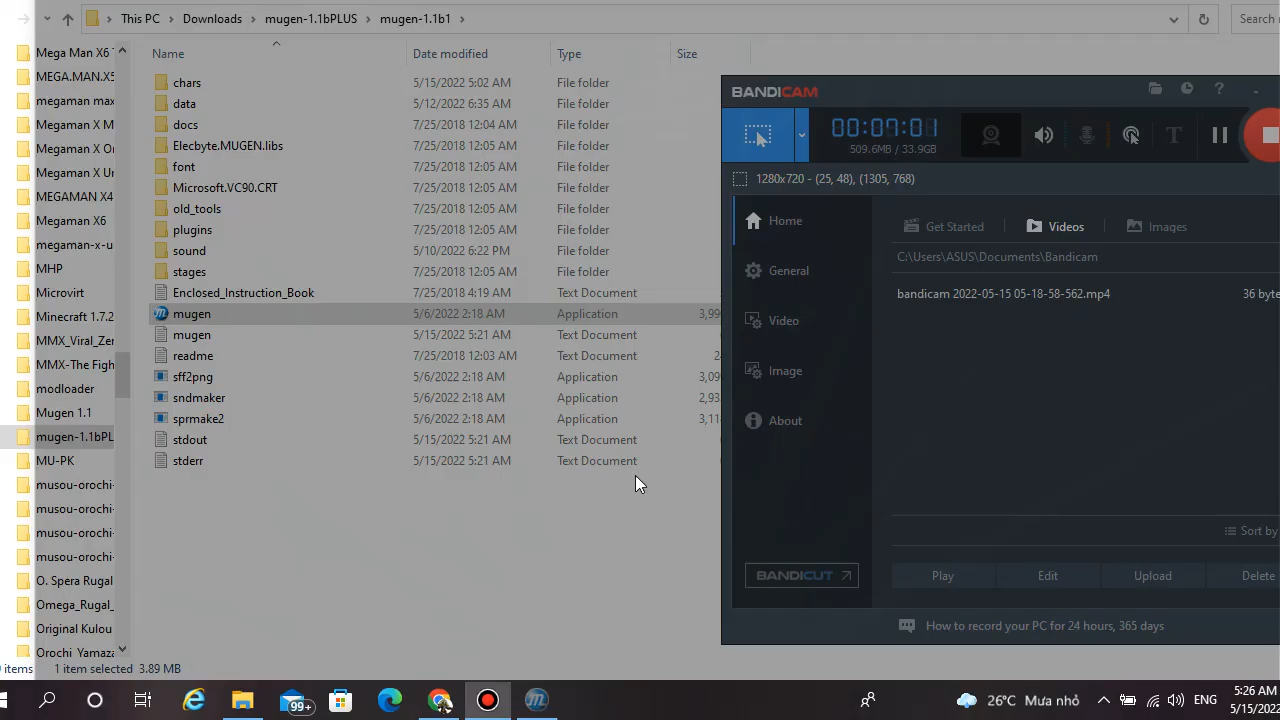 This PC
Downloads
mugen-1.1bPLUS
mugen-1.1b1
Search
Name
Date modified
Type
Size
Mega Man X6
MEGA.MAN.X5
megaman max
Megaman X M
Megaman X O
Megaman X U
MEGAMAN X4
Megaman X6
megaman-x-u
MHP
Microvirt
Minecraft 1.7.2
MMX_Viral_Ze
MMX-The Figh
modloader
Mugen 1.1
mugen-1.1bPL
MU-PK
musou-orochi-
musou-orochi-
musou-orochi-
musou-orochi-
O. Spera Rugal
Omega_Rugal_
Original Kulou
Orochi_Yamaza
chars 5/15/2022 5:02 AM File folder
data 5/12/2022 6:35 AM File folder
docs 7/25/2018 12:04 AM File folder
Elecbyte.MUGEN.libs 7/25/2018 12:05 AM File folder
font 7/25/2018 12:05 AM File folder
Microsoft.VC90.CRT 7/25/2018 12:05 AM File folder
old_tools 7/25/2018 12:05 AM File folder
plugins 7/25/2018 12:05 AM File folder
sound 5/10/2022 6:22 PM File folder
stages 7/25/2018 12:05 AM File folder
Enclosed_Instruction_Book 7/25/2018 4:19 AM Text Document
mugen 5/6/2022 2:18 AM Application 3,99
mugen 5/15/2022 5:21 AM Text Document
readme 7/25/2018 12:03 AM Text Document 2
sff2png 5/6/2022 2:18 AM Application 3,09
sndmaker 5/6/2022 2:18 AM Application 2,93
sprmake2 5/6/2022 2:18 AM Application 3,11
stdout 5/15/2022 5:21 AM Text Document
stderr 5/15/2022 5:21 AM Text Document
BANDICAM
00:07:01
509.6MB / 33.9GB
1280x720 - (25, 48), (1305, 768)
Home
General
Video
Image
About
BANDICUT
Get Started
Videos
Images
C:\Users\ASUS\Documents\Bandicam
bandicam 2022-05-15 05-18-58-562.mp4 36 byte
Sort by
Play
Edit
Upload
Delete
How to record your PC for 24 hours, 365 days
items
1 item selected 3.89 MB
99+
26°C Mưa nhỏ
ENG
:26 AM
5/15/202